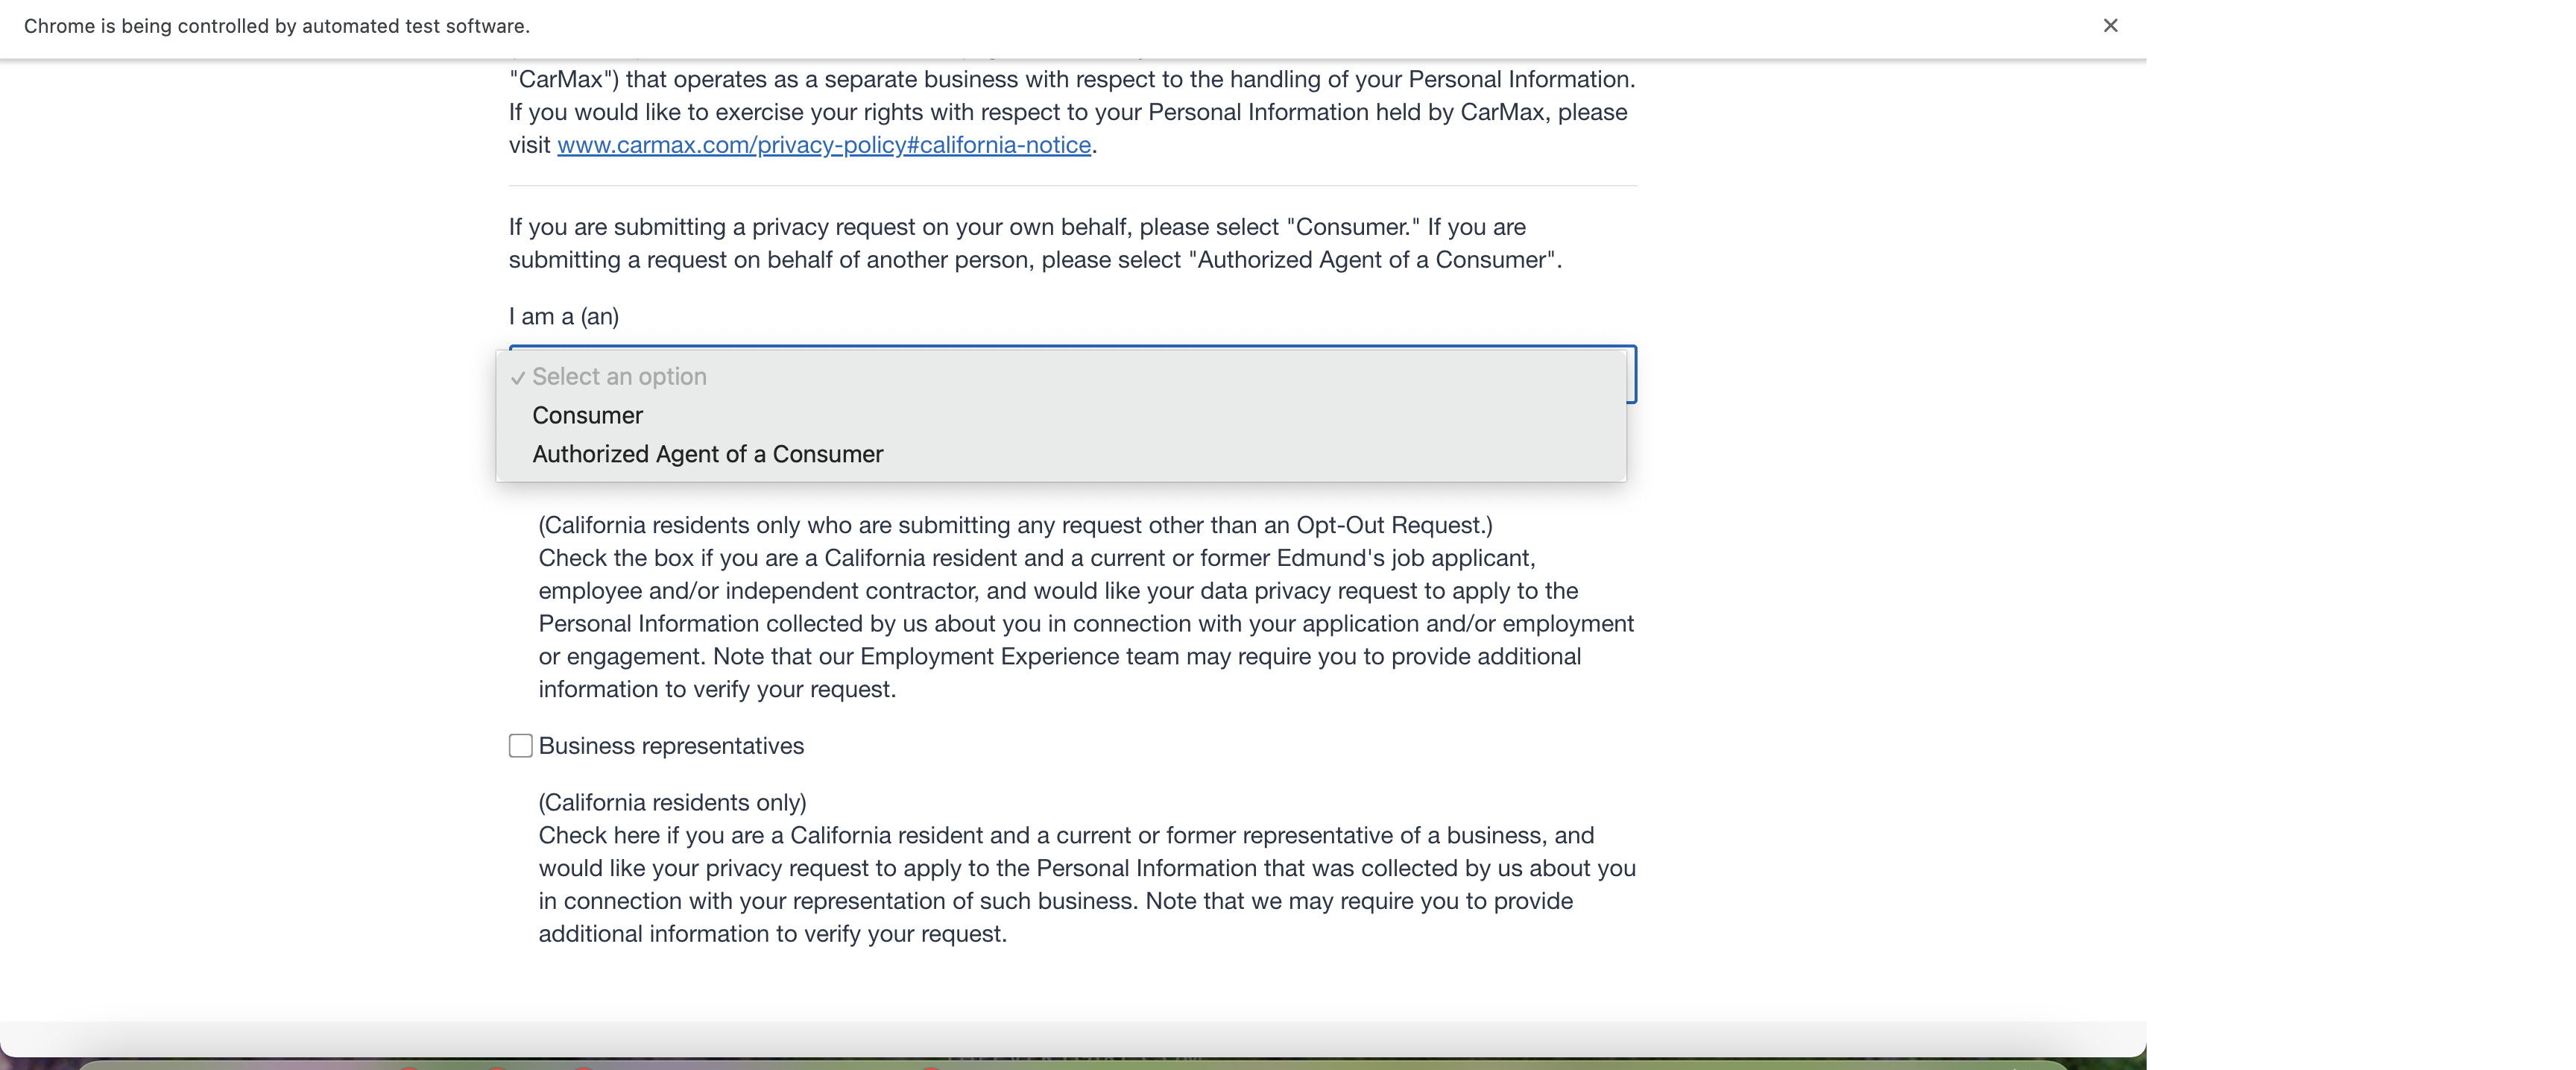 Chrome is being controlled by automated test software.
"CarMax") that operates as a separate business with respect to the handling of your Personal Information.
If you would like to exercise your rights with respect to your Personal Information held by CarMax, please
visit www.carmax.com/privacy-policy#california-notice.
If you are submitting a privacy request on your own behalf, please select "Consumer." If you are
submitting a request on behalf of another person, please select "Authorized Agent of a Consumer".
I am a (an)
✓ Select an option
Consumer
Authorized Agent of a Consumer
(California residents only who are submitting any request other than an Opt-Out Request.)
Check the box if you are a California resident and a current or former Edmund's job applicant,
employee and/or independent contractor, and would like your data privacy request to apply to the
Personal Information collected by us about you in connection with your application and/or employment
or engagement. Note that our Employment Experience team may require you to provide additional
information to verify your request.
Business representatives
(California residents only)
Check here if you are a California resident and a current or former representative of a business, and
would like your privacy request to apply to the Personal Information that was collected by us about you
in connection with your representation of such business. Note that we may require you to provide
additional information to verify your request.